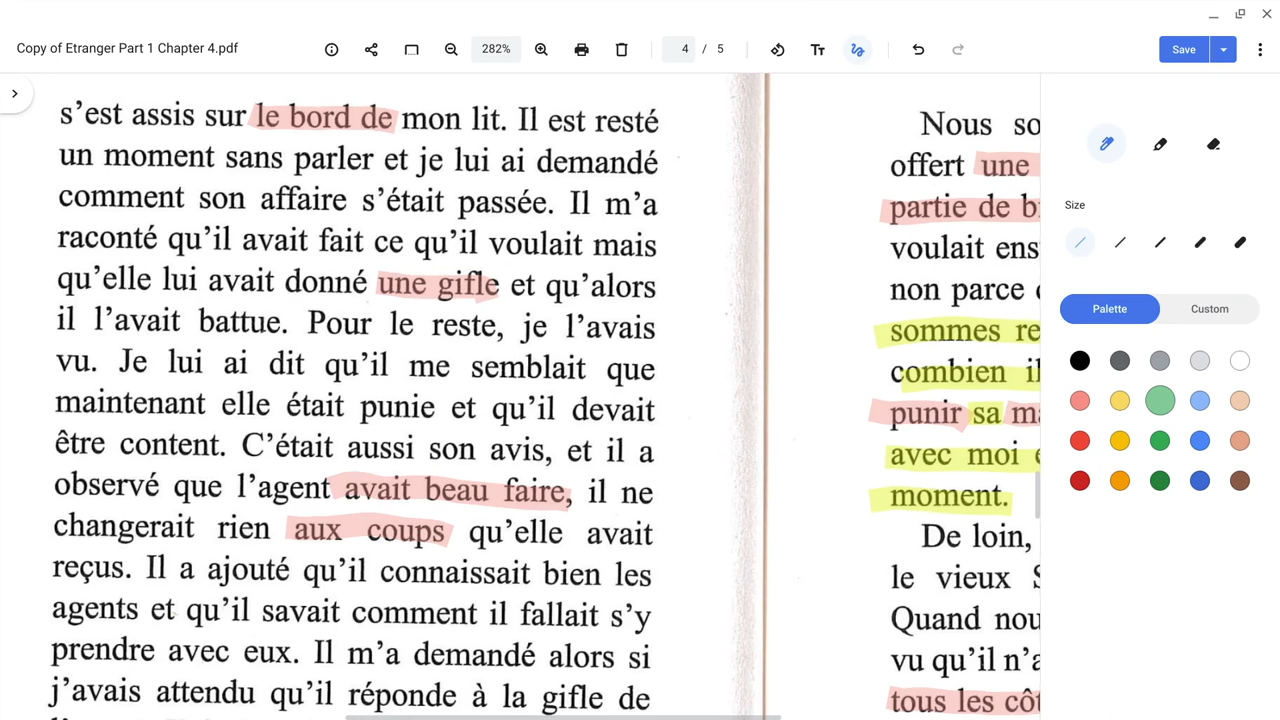 Copy of Etranger Part 1 Chapter 4.pdf
282%
4 / 5
Save
s'est assis sur le bord de mon lit. Il est resté
un moment sans parler et je lui ai demandé
comment son affaire s'était passée. Il m'a
raconté qu'il avait fait ce qu'il voulait mais
qu'elle lui avait donné une gifle et qu'alors
il l'avait battue. Pour le reste, je l'avais
vu. Je lui ai dit qu'il me semblait que
maintenant elle était punie et qu'il devait
être content. C'était aussi son avis, et il a
observé que l'agent avait beau faire, il ne
changerait rien aux coups qu'elle avait
reçus. Il a ajouté qu'il connaissait bien les
agents et qu'il savait comment il fallait s'y
prendre avec eux. Il m'a demandé alors si
j'avais attendu qu'il réponde à la gifle de
Nous so
offert une
partie de b
voulait ens
non parce
sommes re
combien i
punir sa m
avec moi
moment.
De loin,
le vieux S
Quand nou
vu qu'il n'a
tous les côt
Size
Palette
Custom